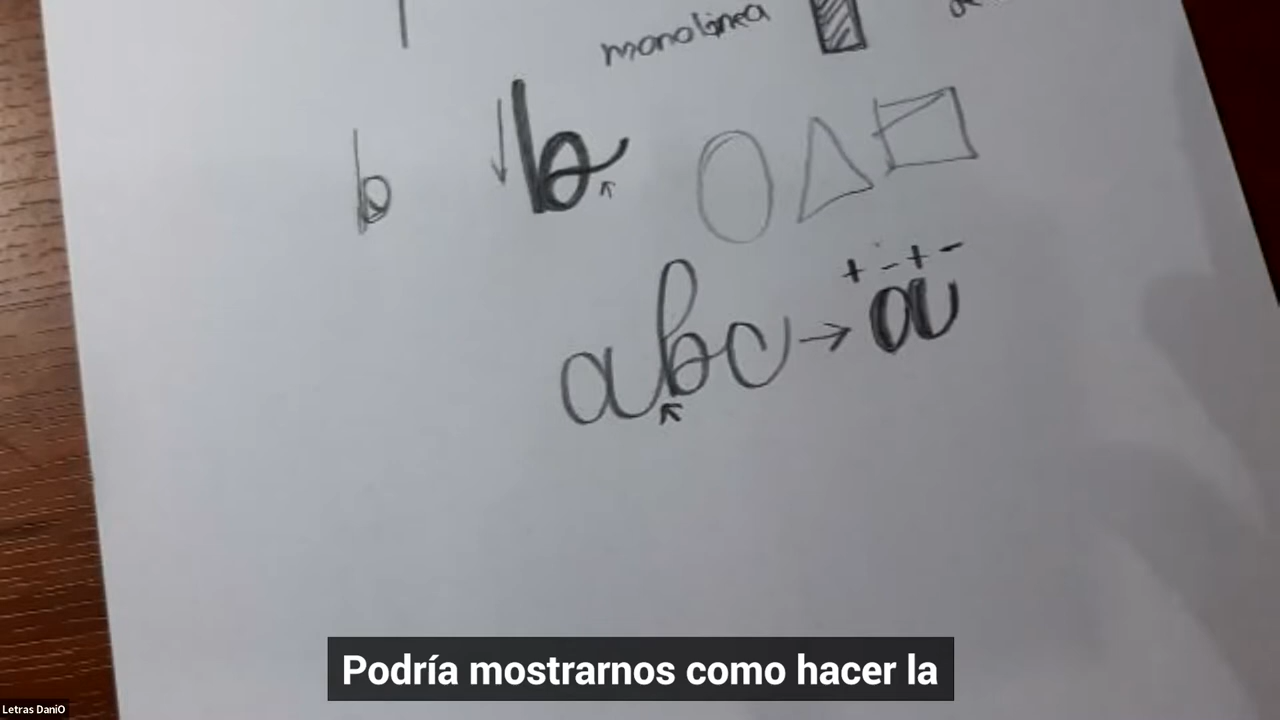 monolinea
b
b
abc → a
+ - + -
Podría mostrarnos como hacer la
Letras DaniO